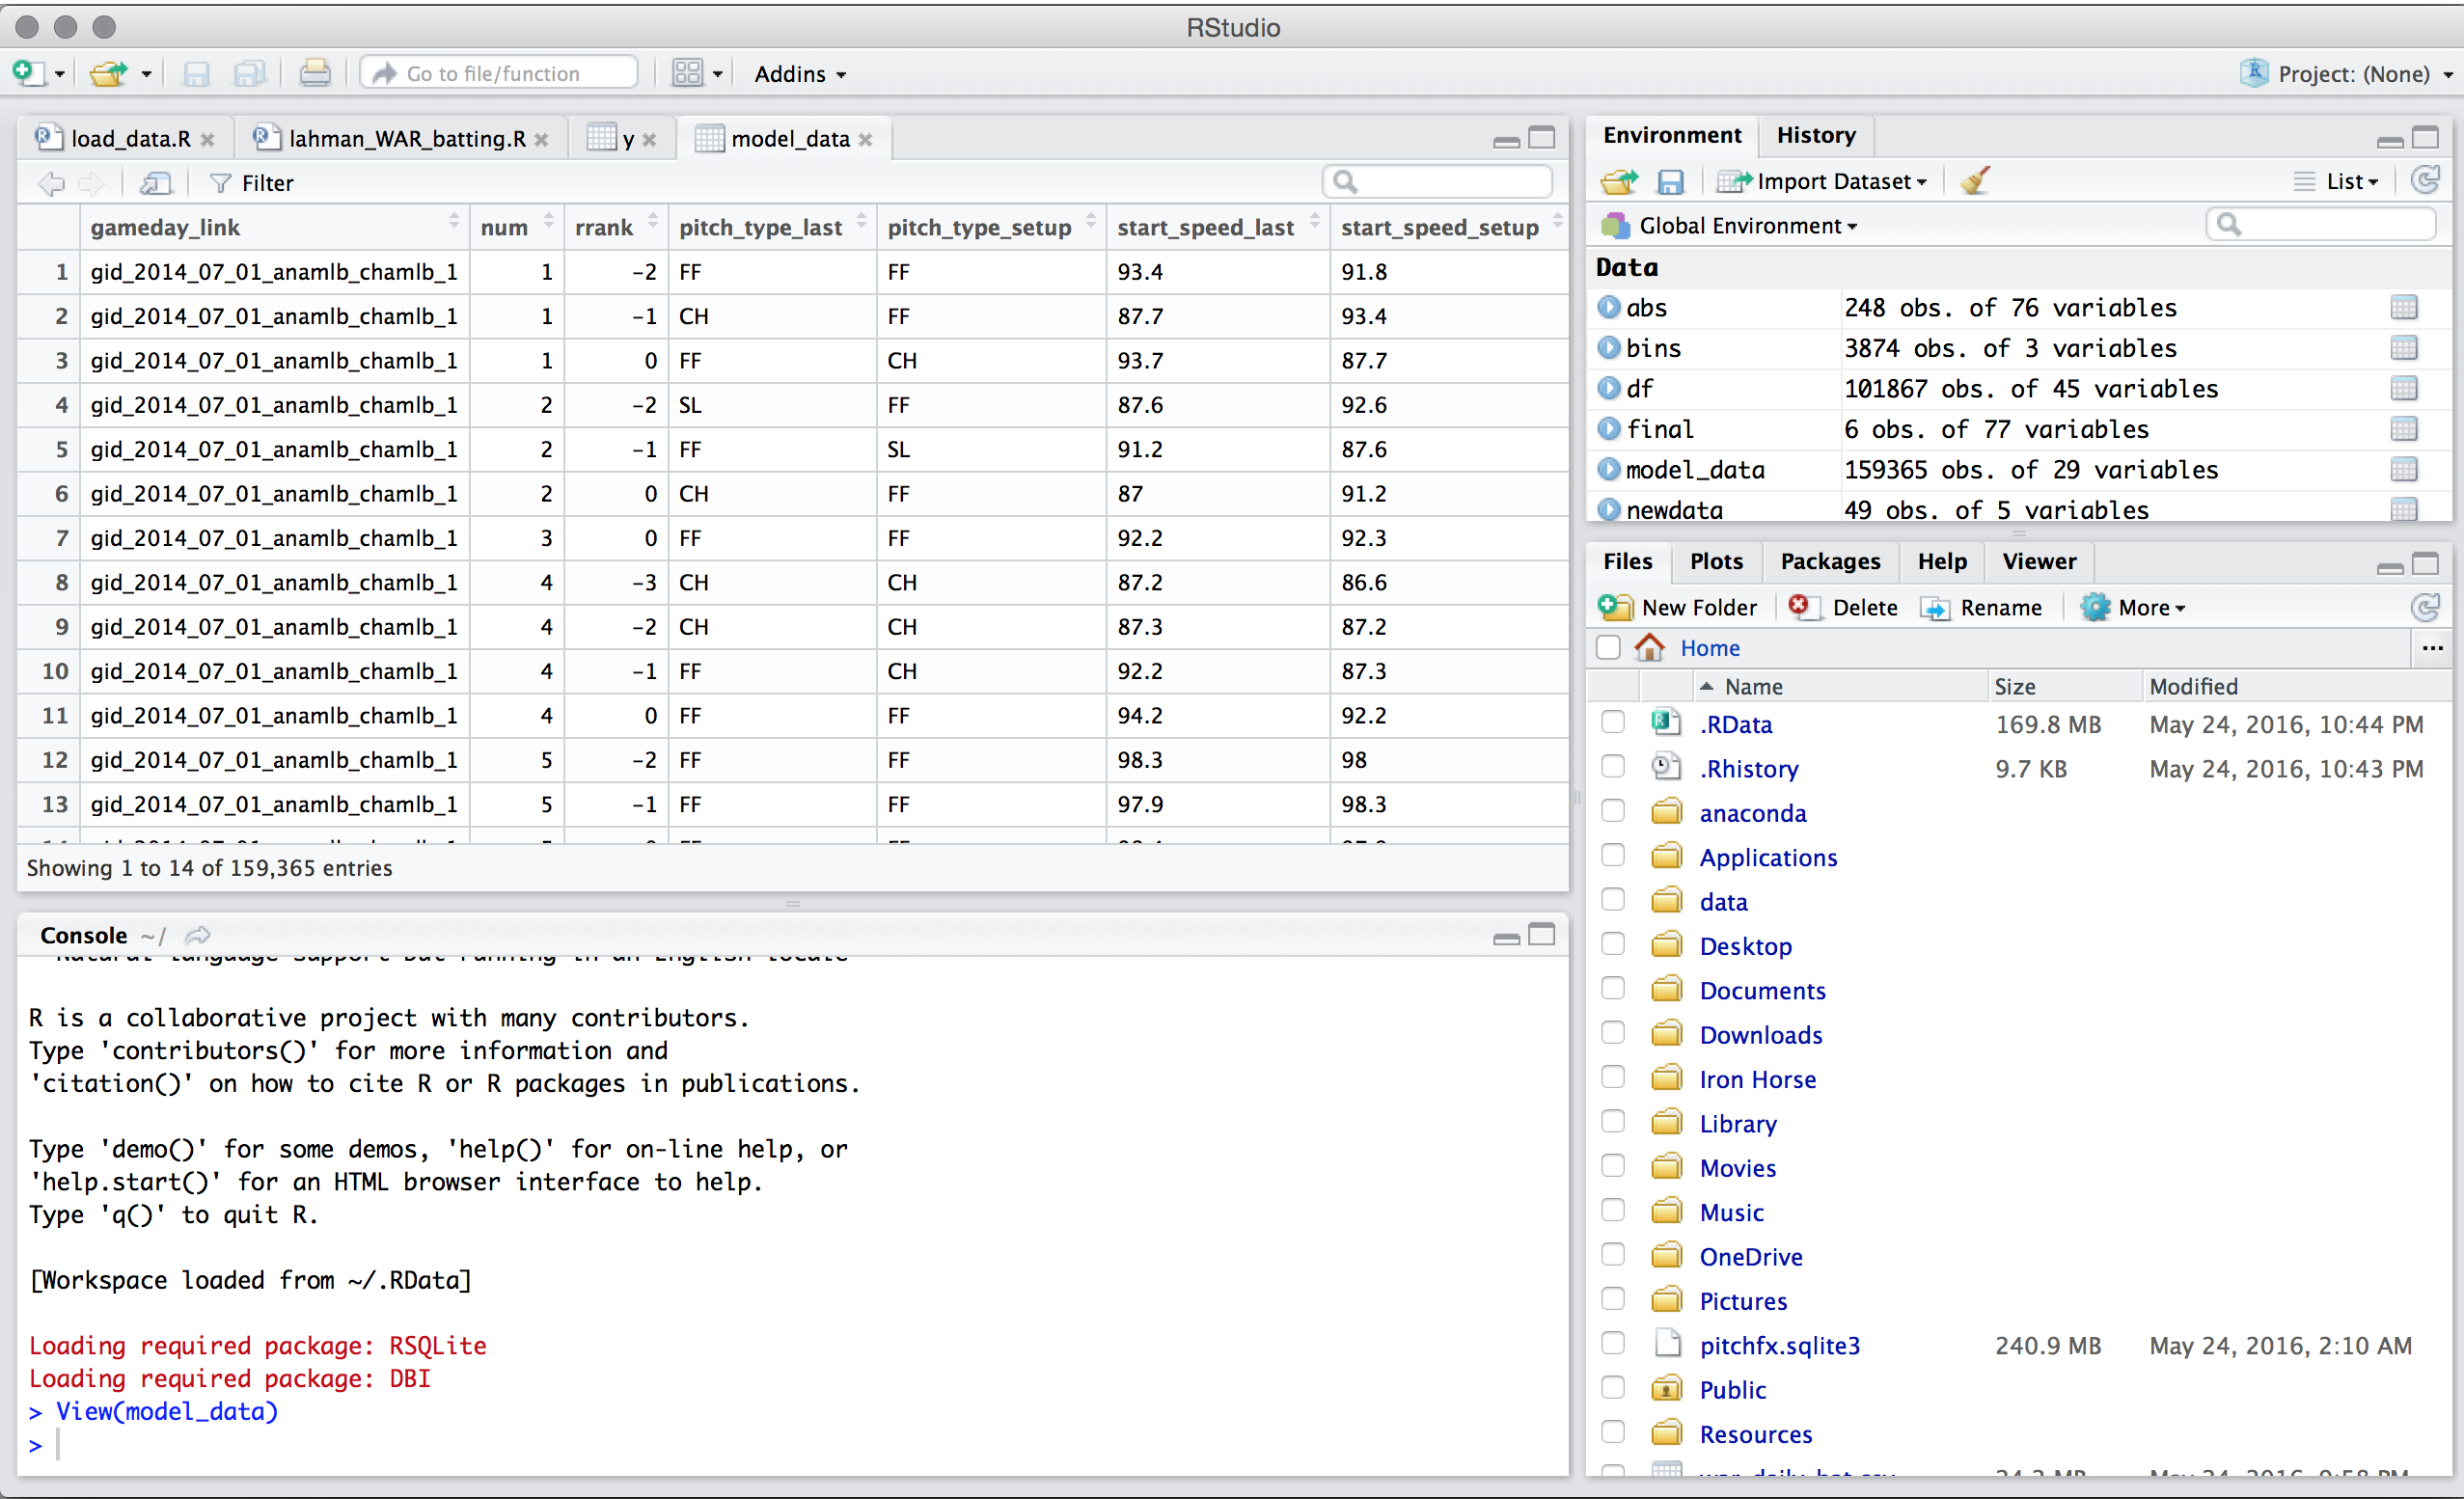 RStudio
Go to file/function
Addins
Project: (None)
load_data.R
lahman_WAR_batting.R
y
model_data
Filter
gameday_link num rrank pitch_type_last pitch_type_setup start_speed_last start_speed_setup
1 gid_2014_07_01_anamlb_chamlb_1 1 -2 FF FF 93.4 91.8
2 gid_2014_07_01_anamlb_chamlb_1 1 -1 CH FF 87.7 93.4
3 gid_2014_07_01_anamlb_chamlb_1 1 0 FF CH 93.7 87.7
4 gid_2014_07_01_anamlb_chamlb_1 2 -2 SL FF 87.6 92.6
5 gid_2014_07_01_anamlb_chamlb_1 2 -1 FF SL 91.2 87.6
6 gid_2014_07_01_anamlb_chamlb_1 2 0 CH FF 87 91.2
7 gid_2014_07_01_anamlb_chamlb_1 3 0 FF FF 92.2 92.3
8 gid_2014_07_01_anamlb_chamlb_1 4 -3 CH CH 87.2 86.6
9 gid_2014_07_01_anamlb_chamlb_1 4 -2 CH CH 87.3 87.2
10 gid_2014_07_01_anamlb_chamlb_1 4 -1 FF CH 92.2 87.3
11 gid_2014_07_01_anamlb_chamlb_1 4 0 FF FF 94.2 92.2
12 gid_2014_07_01_anamlb_chamlb_1 5 -2 FF FF 98.3 98
13 gid_2014_07_01_anamlb_chamlb_1 5 -1 FF FF 97.9 98.3
Showing 1 to 14 of 159,365 entries
Console ~/
Natural language support but running in an English locale
R is a collaborative project with many contributors.
Type 'contributors()' for more information and
'citation()' on how to cite R or R packages in publications.
Type 'demo()' for some demos, 'help()' for on-line help, or
'help.start()' for an HTML browser interface to help.
Type 'q()' to quit R.
[Workspace loaded from ~/.RData]
Loading required package: RSQLite
Loading required package: DBI
> View(model_data)
>
Environment History
Import Dataset
List
Global Environment
Data
abs 248 obs. of 76 variables
bins 3874 obs. of 3 variables
df 101867 obs. of 45 variables
final 6 obs. of 77 variables
model_data 159365 obs. of 29 variables
newdata 49 obs. of 5 variables
Files Plots Packages Help Viewer
New Folder Delete Rename More
Home ...
Name Size Modified
.RData 169.8 MB May 24, 2016, 10:44 PM
.Rhistory 9.7 KB May 24, 2016, 10:43 PM
anaconda
Applications
data
Desktop
Documents
Downloads
Iron Horse
Library
Movies
Music
OneDrive
Pictures
pitchfx.sqlite3 240.9 MB May 24, 2016, 2:10 AM
Public
Resources